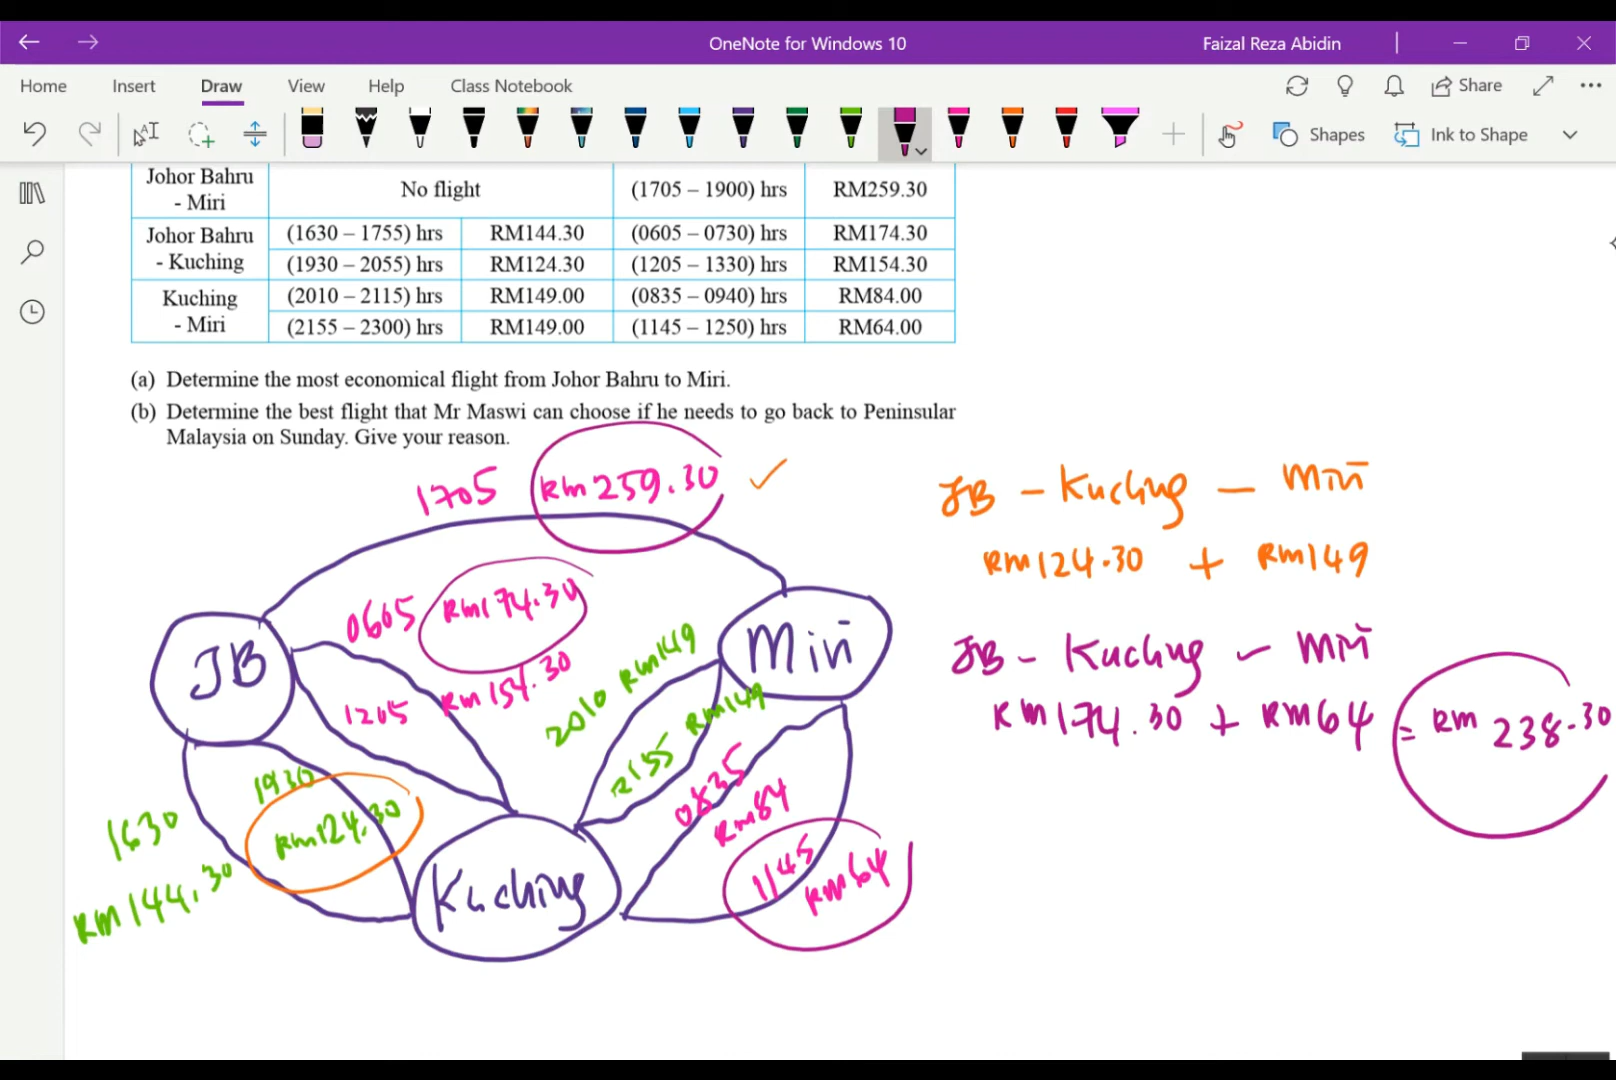 OneNote for Windows 10
Faizal Reza Abidin
Home Insert Draw View Help Class Notebook
Share
Shapes
Ink to Shape
Johor Bahru - Miri No flight (1705 – 1900) hrs RM259.30
Johor Bahru - Kuching (1630 – 1755) hrs RM144.30 (0605 – 0730) hrs RM174.30
(1930 – 2055) hrs RM124.30 (1205 – 1330) hrs RM154.30
Kuching - Miri (2010 – 2115) hrs RM149.00 (0835 – 0940) hrs RM84.00
(2155 – 2300) hrs RM149.00 (1145 – 1250) hrs RM64.00
(a) Determine the most economical flight from Johor Bahru to Miri.
(b) Determine the best flight that Mr Maswi can choose if he needs to go back to Peninsular
Malaysia on Sunday. Give your reason.
1705 RM259.30
JB – Kuching – Miri
RM124.30 + RM149
0605 RM174.30
JB
Miri
1205 RM154.30
2010 RM149
2155 RM149
JB – Kuching – Miri
RM174.30 + RM64 = RM 238.30
1630
RM144.30
1930
RM124.30
0835
RM84
1145
RM64
Kuching